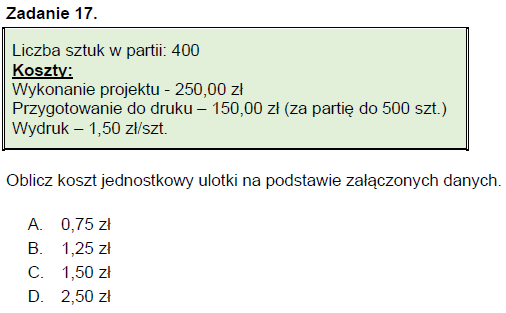 Zadanie 17.
Liczba sztuk w partii: 400
Koszty:
Wykonanie projektu - 250,00 zł
Przygotowanie do druku – 150,00 zł (za partię do 500 szt.)
Wydruk – 1,50 zł/szt.
Oblicz koszt jednostkowy ulotki na podstawie załączonych danych.
A. 0,75 zł
B. 1,25 zł
C. 1,50 zł
D. 2,50 zł